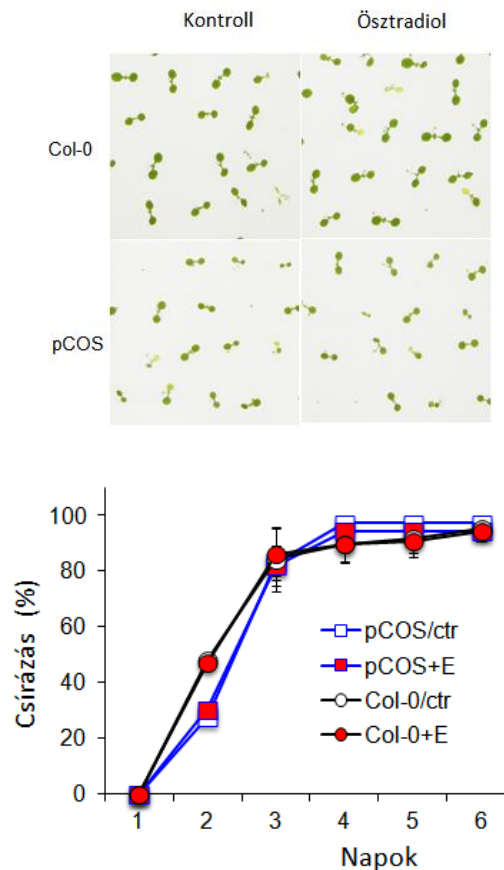 Kontroll Ösztradiol
Col-0
pCOS
100
80
60
40
20
0
Csírázás (%)
pCOS/ctr
pCOS+E
Col-0/ctr
Col-0+E
1 2 3 4 5 6
Napok